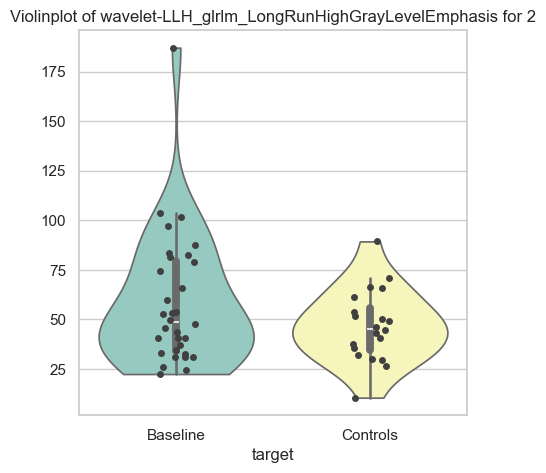 Violinplot of wavelet-LLH_glrlm_LongRunHighGrayLevelEmphasis for 2
175
150
125
100
75
50
25
Baseline Controls
target